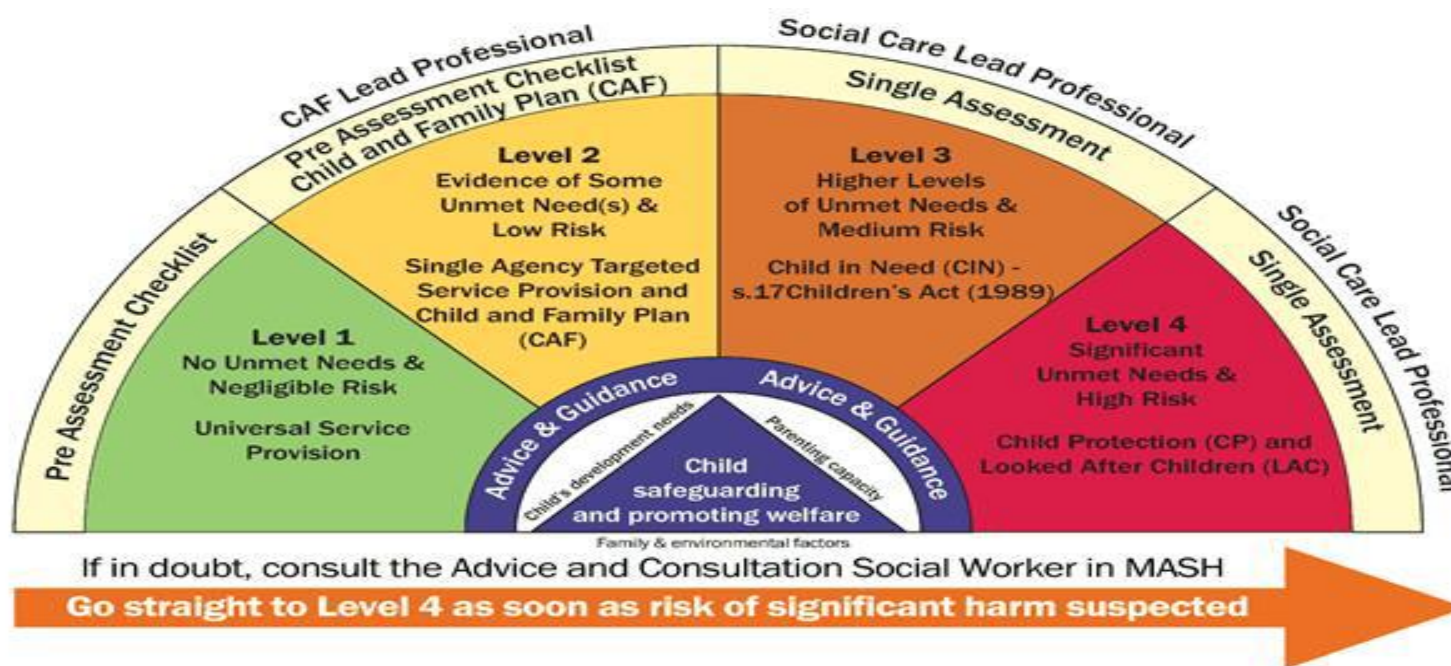 CAF Lead Professional
Social Care Lead Professional
Social Care Lead Professional
Pre Assessment Checklist
Pre Assessment Checklist
Child and Family Plan (CAF)
Single Assessment
Single Assessment
Level 1
No Unmet Needs &
Negligible Risk
Universal Service
Provision
Level 2
Evidence of Some
Unmet Need(s) &
Low Risk
Single Agency Targeted
Service Provision and
Child and Family Plan
(CAF)
Level 3
Higher Levels
of Unmet Needs &
Medium Risk
Child in Need (CIN) -
s.17Children's Act (1989)
Level 4
Significant
Unmet Needs &
High Risk
Child Protection (CP) and
Looked After Children (LAC)
Advice & Guidance
Advice & Guidance
Child's development needs
Parenting capacity
Child
safeguarding
and promoting welfare
Family & environmental factors
If in doubt, consult the Advice and Consultation Social Worker in MASH
Go straight to Level 4 as soon as risk of significant harm suspected